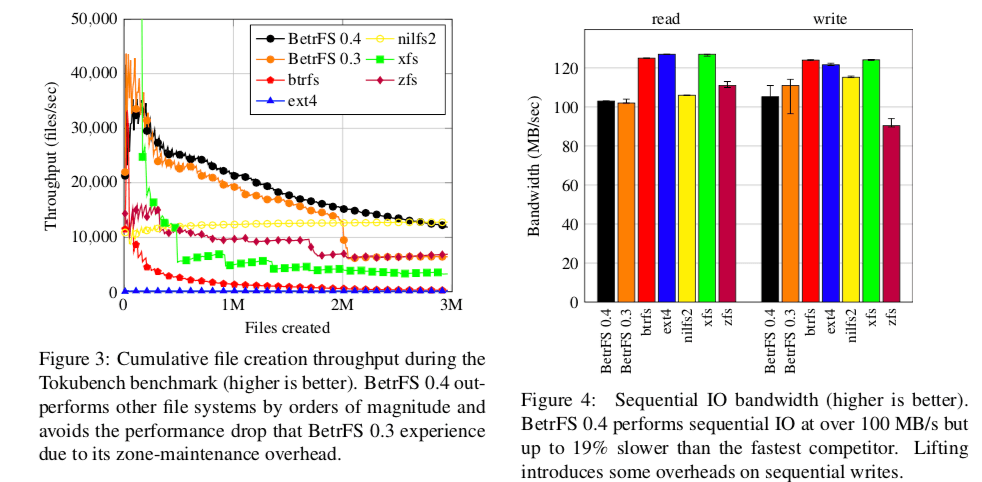 50,000
40,000
30,000
20,000
10,000
0
Throughput (files/sec)
BetrFS 0.4
BetrFS 0.3
btrfs
ext4
nilfs2
xfs
zfs
0
1M
2M
3M
Files created
Figure 3: Cumulative file creation throughput during the
Tokubench benchmark (higher is better). BetrFS 0.4 out-
performs other file systems by orders of magnitude and
avoids the performance drop that BetrFS 0.3 experience
due to its zone-maintenance overhead.
read
write
120
100
80
60
40
20
0
Bandwidth (MB/sec)
BetrFS 0.4
BetrFS 0.3
btrfs
ext4
nilfs2
xfs
zfs
BetrFS 0.4
BetrFS 0.3
btrfs
ext4
nilfs2
xfs
zfs
Figure 4: Sequential IO bandwidth (higher is better).
BetrFS 0.4 performs sequential IO at over 100 MB/s but
up to 19% slower than the fastest competitor. Lifting
introduces some overheads on sequential writes.